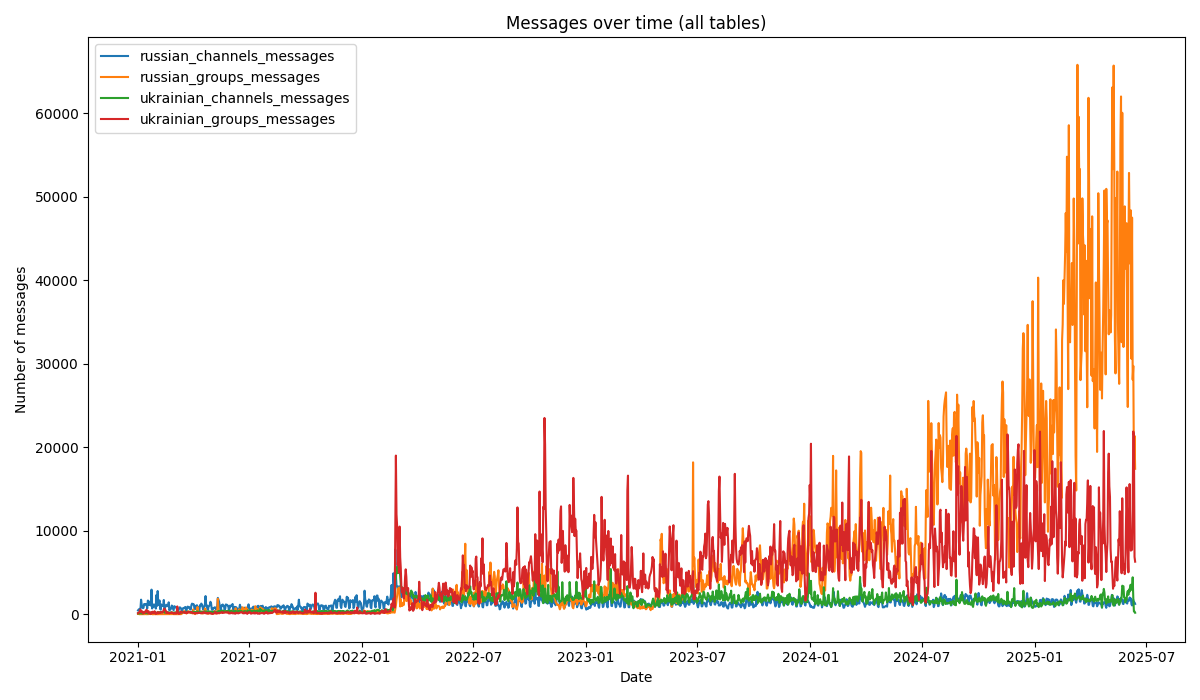 Messages over time (all tables)
russian_channels_messages
russian_groups_messages
ukrainian_channels_messages
ukrainian_groups_messages
Number of messages
60000
50000
40000
30000
20000
10000
0
2021-01 2021-07 2022-01 2022-07 2023-01 2023-07 2024-01 2024-07 2025-01 2025-07
Date